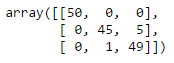 array([[50,  0,  0],
       [ 0, 45,  5],
       [ 0,  1, 49]])